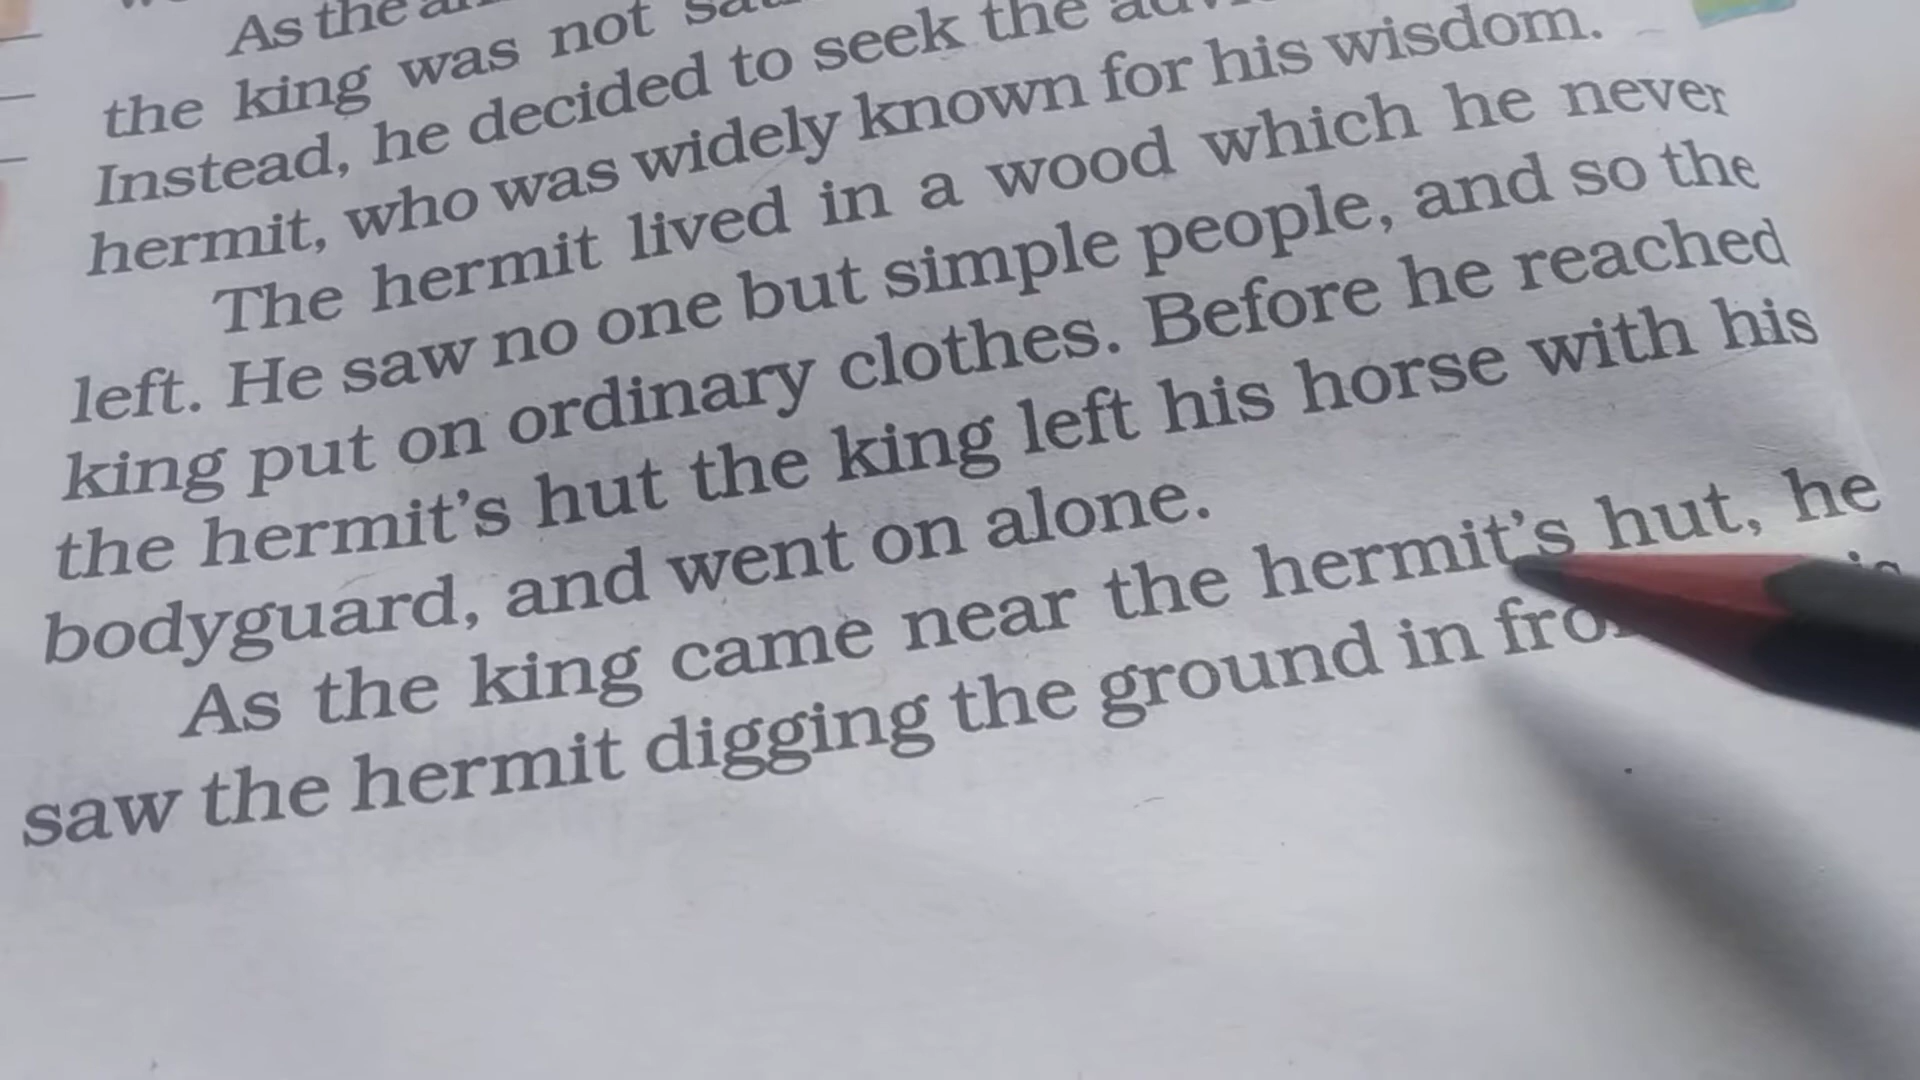 As the
the king was not
Instead, he decided to seek the
hermit, who was widely known for his wisdom.
The hermit lived in a wood which he never
left. He saw no one but simple people, and so the
king put on ordinary clothes. Before he reached
the hermit's hut the king left his horse with his
bodyguard, and went on alone.
As the king came near the hermit's hut, he
saw the hermit digging the ground in